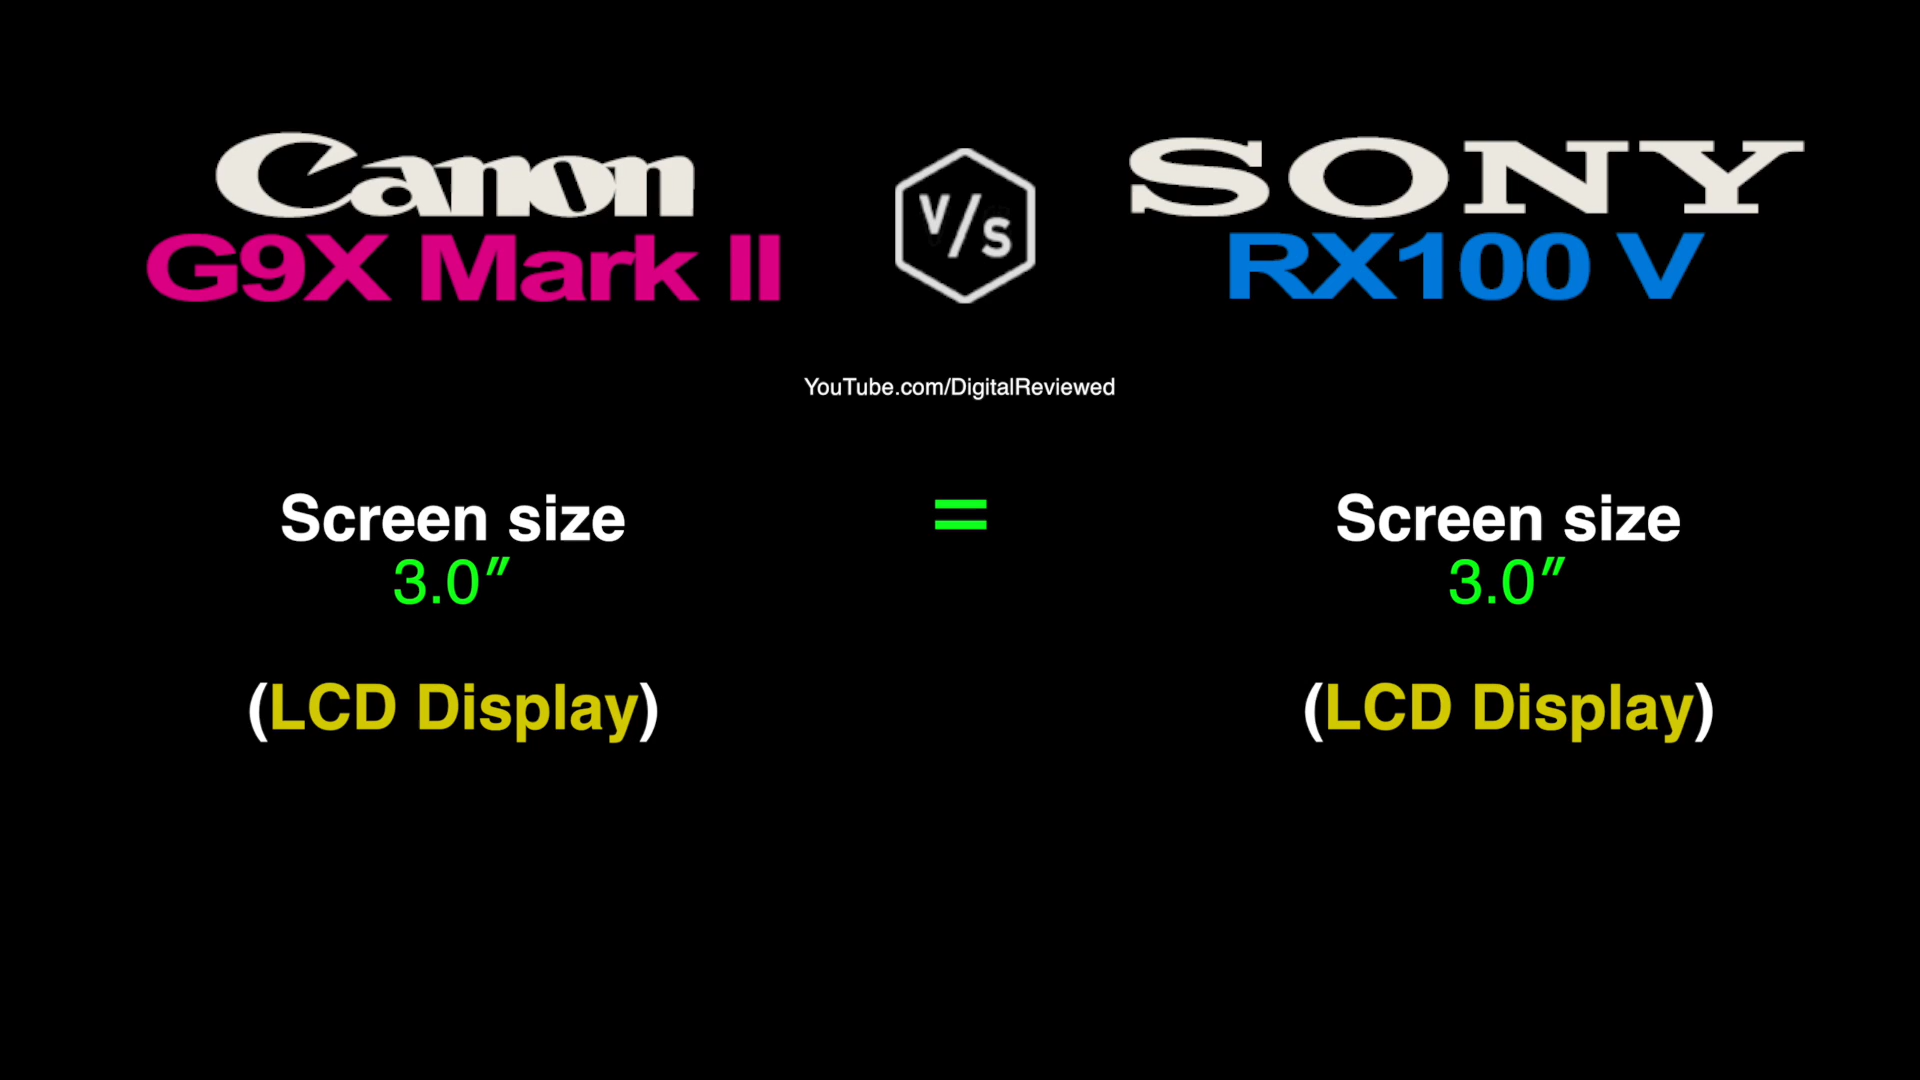 Canon
G9X Mark II
V/S
SONY
RX100 V
YouTube.com/DigitalReviewed
Screen size
3.0″
(LCD Display)
=
Screen size
3.0″
(LCD Display)